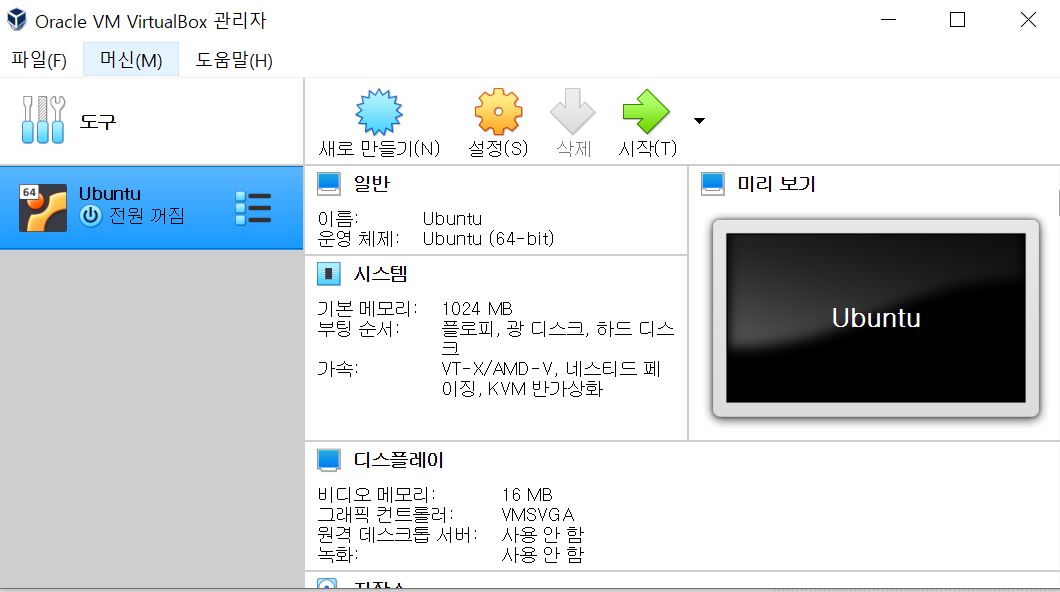 Oracle VM VirtualBox 관리자
파일(F) 머신(M) 도움말(H)
도구
새로 만들기(N) 설정(S) 삭제 시작(T)
64
Ubuntu
전원 꺼짐
일반
이름: Ubuntu
운영 체제: Ubuntu (64-bit)
시스템
기본 메모리: 1024 MB
부팅 순서: 플로피, 광 디스크, 하드 디스
크
가속: VT-X/AMD-V, 네스티드 페
이징, KVM 반가상화
미리 보기
Ubuntu
디스플레이
비디오 메모리: 16 MB
그래픽 컨트롤러: VMSVGA
원격 데스크톱 서버: 사용 안 함
녹화: 사용 안 함